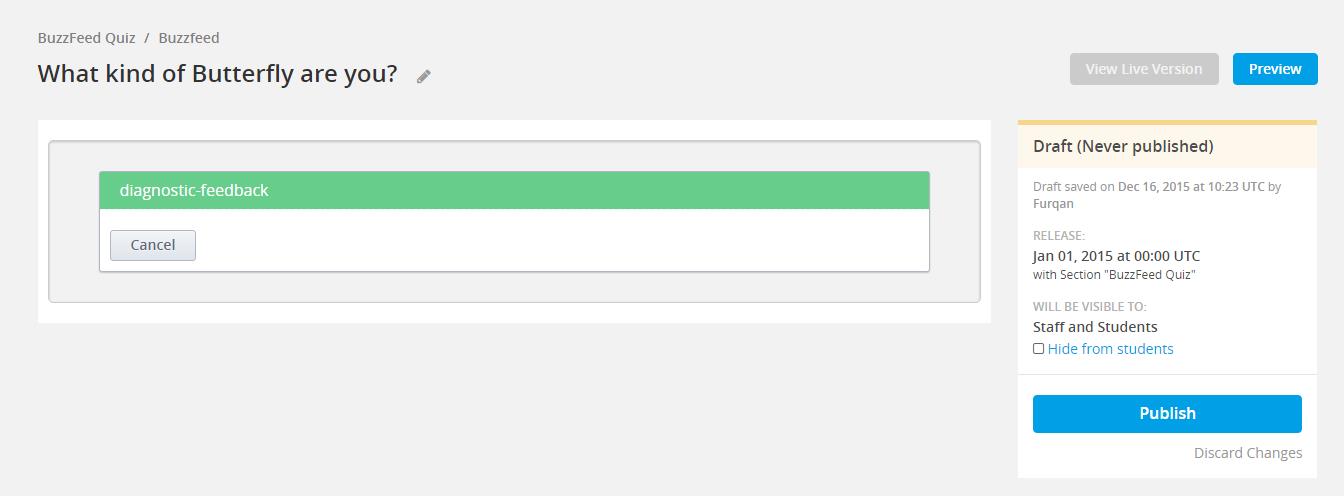 BuzzFeed Quiz / Buzzfeed
What kind of Butterfly are you?
View Live Version
Preview
diagnostic-feedback
Cancel
Draft (Never published)
Draft saved on Dec 16, 2015 at 10:23 UTC by
Furqan
RELEASE:
Jan 01, 2015 at 00:00 UTC
with Section "BuzzFeed Quiz"
WILL BE VISIBLE TO:
Staff and Students
Hide from students
Publish
Discard Changes